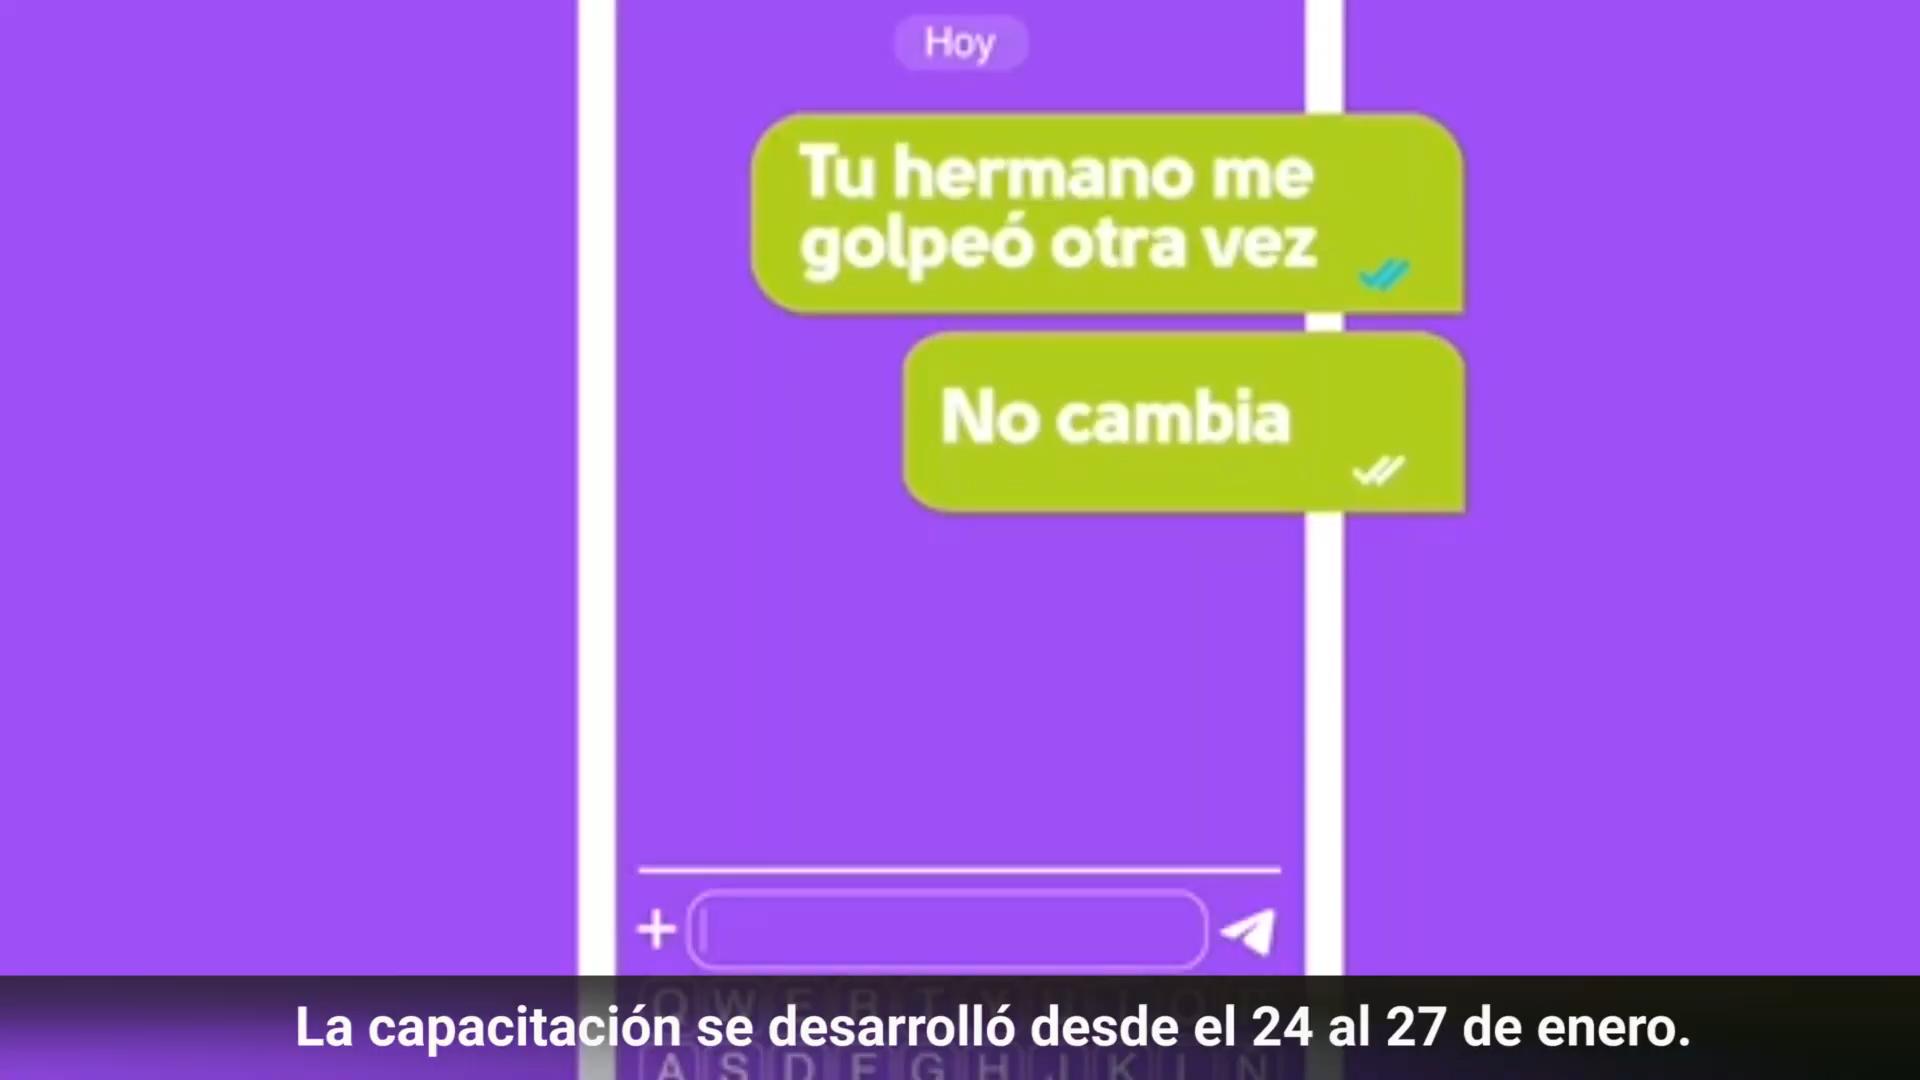 Hoy
Tu hermano me
golpeó otra vez
No cambia
Q W E R T Y U I O P
La capacitación se desarrolló desde el 24 al 27 de enero.
A S D F G H J K L N